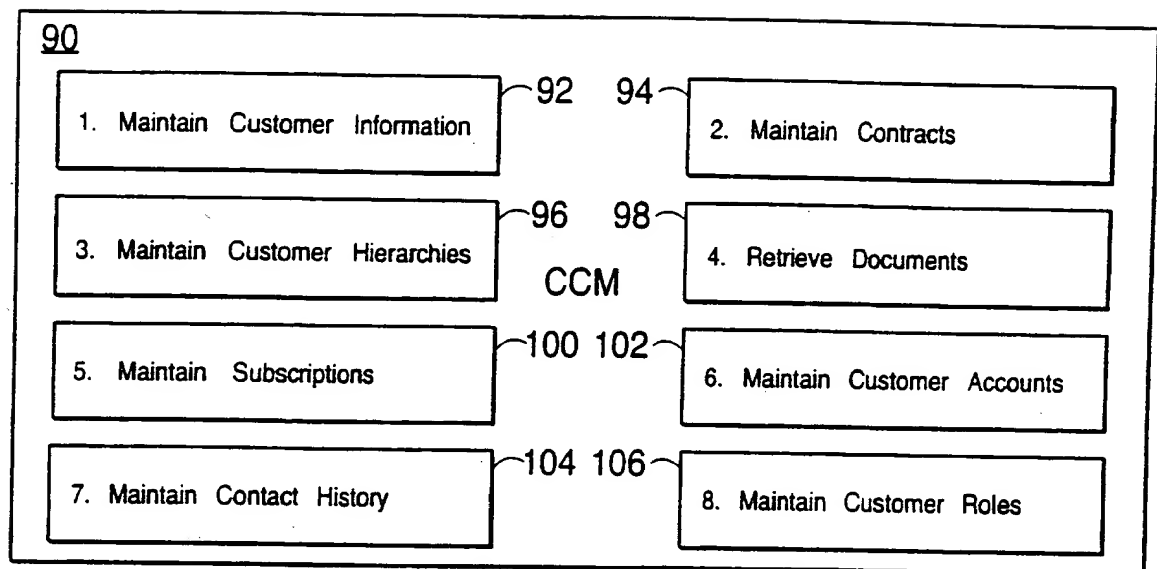 90
92 94
1. Maintain Customer Information
2. Maintain Contracts
96 98
3. Maintain Customer Hierarchies
4. Retrieve Documents
CCM
100 102
5. Maintain Subscriptions
6. Maintain Customer Accounts
104 106
7. Maintain Contact History
8. Maintain Customer Roles